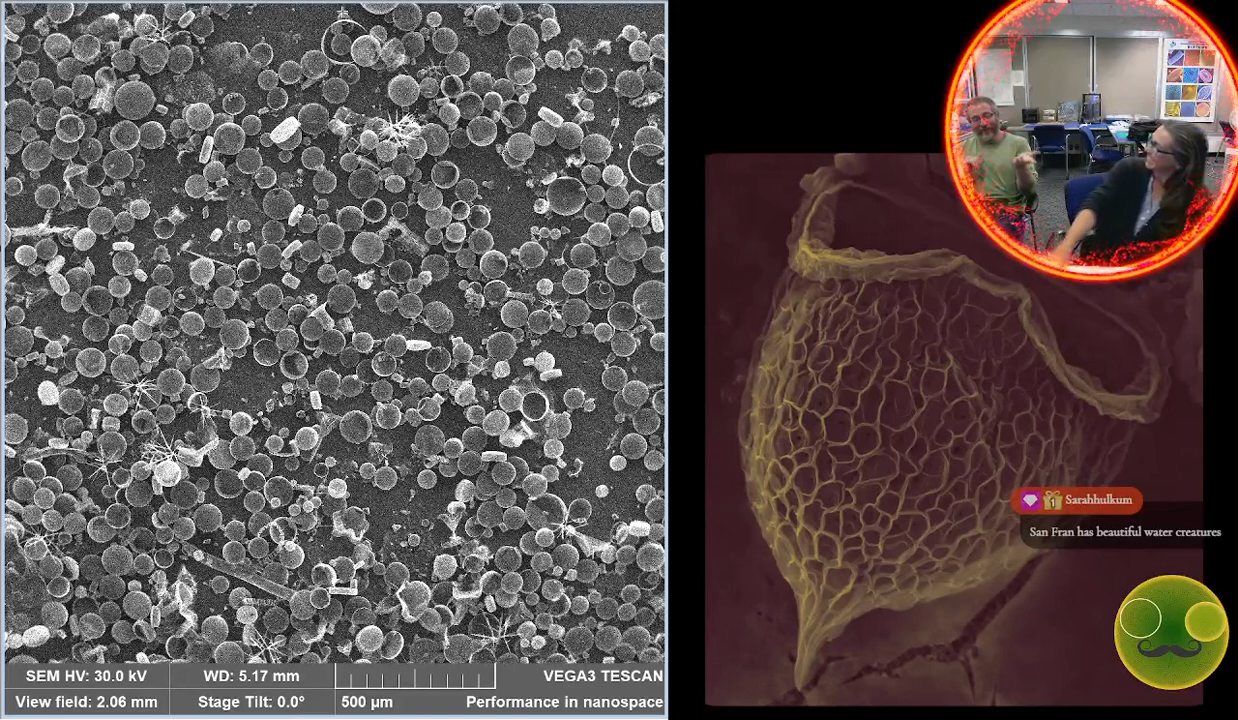 SEM HV: 30.0 kV
WD: 5.17 mm
VEGA3 TESCAN
View field: 2.06 mm
Stage Tilt: 0.0°
500 µm
Performance in nanospace
1
Sarahhulkum
San Fran has beautiful water creatures